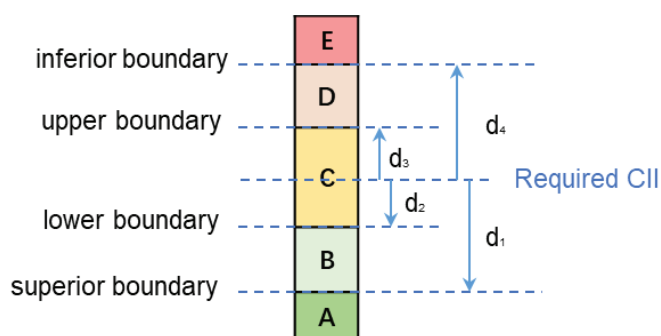 E
inferior boundary
D
upper boundary
d₄
d₃
C
Required CII
d₂
lower boundary
d₁
B
superior boundary
A